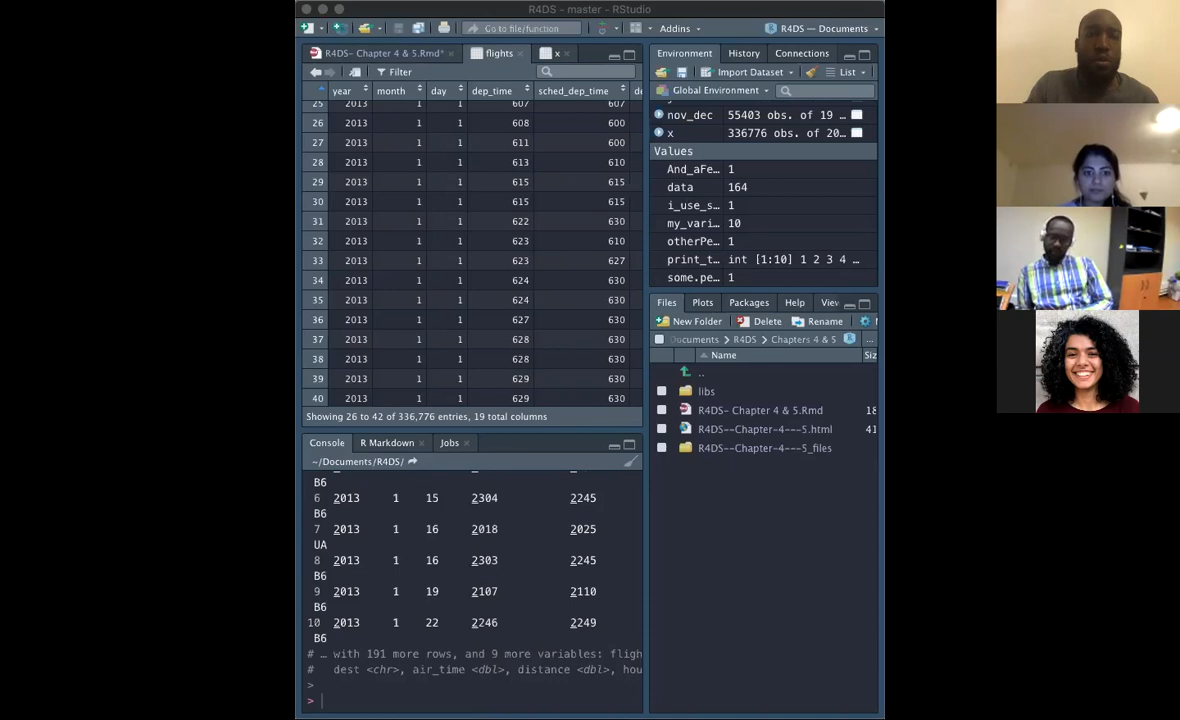 R4DS - master - RStudio
Go to file/function
Addins
R4DS — Documents
R4DS- Chapter 4 & 5.Rmd*
flights
x
Filter
year month day dep_time sched_dep_time
25 2013 1 1 607 607
26 2013 1 1 608 600
27 2013 1 1 611 600
28 2013 1 1 613 610
29 2013 1 1 615 615
30 2013 1 1 615 615
31 2013 1 1 622 630
32 2013 1 1 623 610
33 2013 1 1 623 627
34 2013 1 1 624 630
35 2013 1 1 624 630
36 2013 1 1 627 630
37 2013 1 1 628 630
38 2013 1 1 628 630
39 2013 1 1 629 630
40 2013 1 1 629 630
Showing 26 to 42 of 336,776 entries, 19 total columns
Console R Markdown Jobs
~/Documents/R4DS/
B6
6 2013 1 15 2304 2245
B6
7 2013 1 16 2018 2025
UA
8 2013 1 16 2303 2245
B6
9 2013 1 19 2107 2110
B6
10 2013 1 22 2246 2249
B6
# … with 191 more rows, and 9 more variables: fligh
# dest <chr>, air_time <dbl>, distance <dbl>, hou
>
>
Environment History Connections
Import Dataset List
Global Environment
nov_dec 55403 obs. of 19 …
x 336776 obs. of 20…
Values
And_aFe… 1
data 164
i_use_s… 1
my_vari… 10
otherPe… 1
print_t… int [1:10] 1 2 3 4 …
some.pe… 1
Files Plots Packages Help Viev
New Folder Delete Rename
Documents > R4DS > Chapters 4 & 5 ...
Name Siz
..
libs
R4DS- Chapter 4 & 5.Rmd 18
R4DS--Chapter-4---5.html 41
R4DS--Chapter-4---5_files